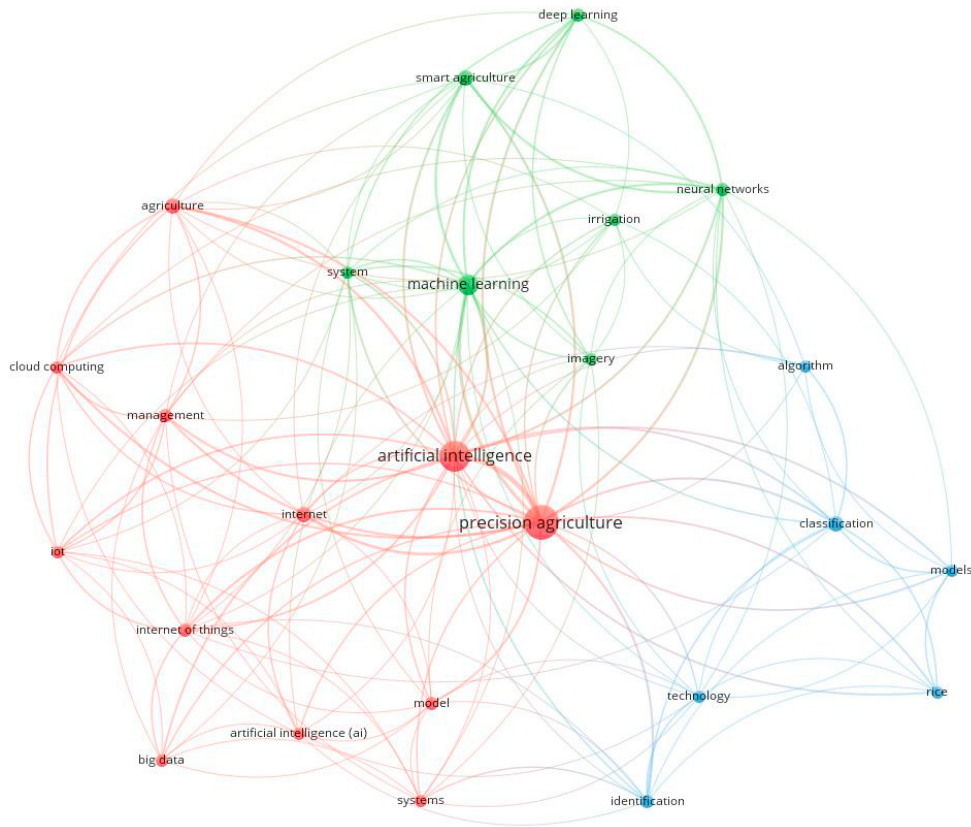 deep learning
smart agriculture
neural networks
agriculture
irrigation
system
machine learning
imagery
algorithm
cloud computing
management
artificial intelligence
internet
precision agriculture
classification
iot
models
internet of things
technology
rice
model
artificial intelligence (ai)
big data
systems
identification